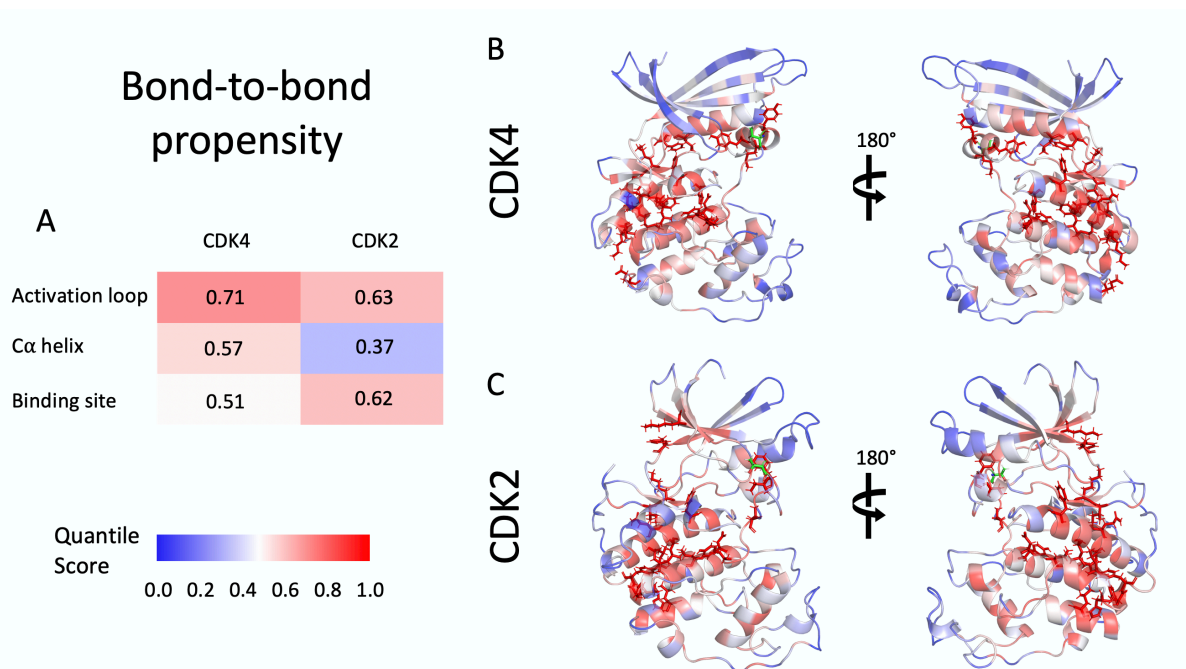 Bond-to-bond
propensity
A
CDK4 CDK2
Activation loop 0.71 0.63
Cα helix 0.57 0.37
Binding site 0.51 0.62
Quantile
Score
0.0 0.2 0.4 0.6 0.8 1.0
B
CDK4
180°
C
CDK2
180°